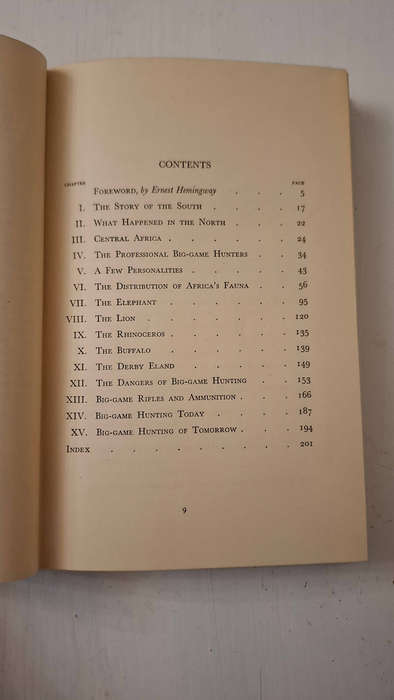 CONTENTS
CHAPTER PAGE
Foreword, by Ernest Hemingway . . . 5
I. The Story of the South . . . . 17
II. What Happened in the North . . . 22
III. Central Africa . . . . . . 24
IV. The Professional Big-game Hunters . . 34
V. A Few Personalities . . . . . 43
VI. The Distribution of Africa's Fauna . . 56
VII. The Elephant . . . . . . 95
VIII. The Lion . . . . . . . 120
IX. The Rhinoceros . . . . . . 135
X. The Buffalo . . . . . . 139
XI. The Derby Eland . . . . . 149
XII. The Dangers of Big-game Hunting . . 153
XIII. Big-game Rifles and Ammunition . . . 166
XIV. Big-game Hunting Today . . . . 187
XV. Big-game Hunting of Tomorrow . . . 194
Index . . . . . . . . 201
9